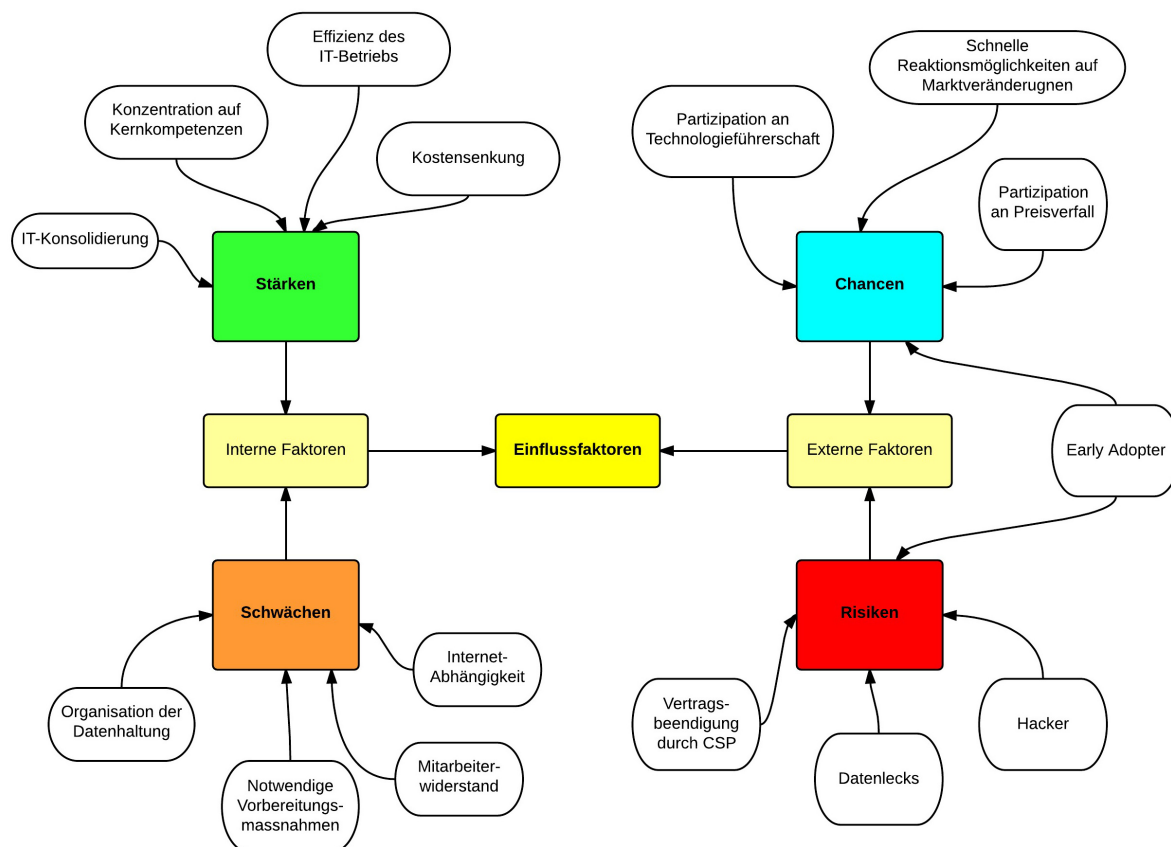 Effizienz des
IT-Betriebs
Schnelle
Reaktionsmöglichkeiten auf
Marktveränderugnen
Konzentration auf
Kernkompetenzen
Partizipation an
Technologieführerschaft
Kostensenkung
Partizipation
an Preisverfall
IT-Konsolidierung
Stärken
Chancen
Interne Faktoren
Einflussfaktoren
Externe Faktoren
Early Adopter
Schwächen
Risiken
Internet-
Abhängigkeit
Organisation der
Datenhaltung
Vertrags-
beendigung
durch CSP
Hacker
Mitarbeiter-
widerstand
Datenlecks
Notwendige
Vorbereitungs-
massnahmen